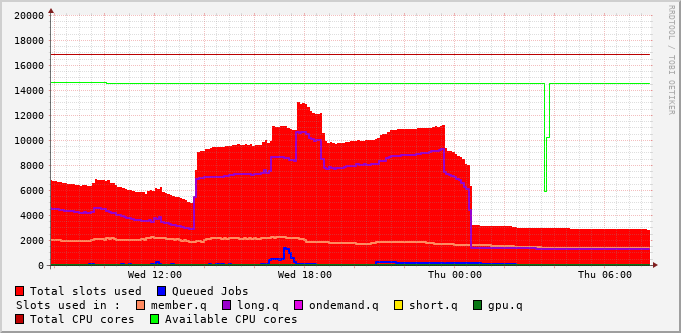 20000
18000
16000
14000
12000
10000
8000
6000
4000
2000
0
Wed 12:00 Wed 18:00 Thu 00:00 Thu 06:00
RRDTOOL / TOBI OETIKER
Total slots used Queued Jobs
Slots used in : member.q long.q ondemand.q short.q gpu.q
Total CPU cores Available CPU cores